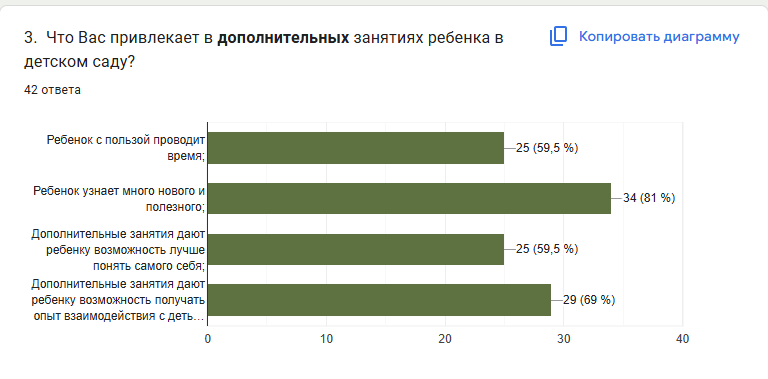 3. Что Вас привлекает в дополнительных занятиях ребенка в
детском саду?
Копировать диаграмму
42 ответа
Ребенок с пользой проводит
время;
25 (59,5 %)
Ребенок узнает много нового и
полезного;
34 (81 %)
Дополнительные занятия дают
ребенку возможность лучше
понять самого себя;
25 (59,5 %)
Дополнительные занятия дают
ребенку возможность получать
опыт взаимодействия с деть…
29 (69 %)
0 10 20 30 40